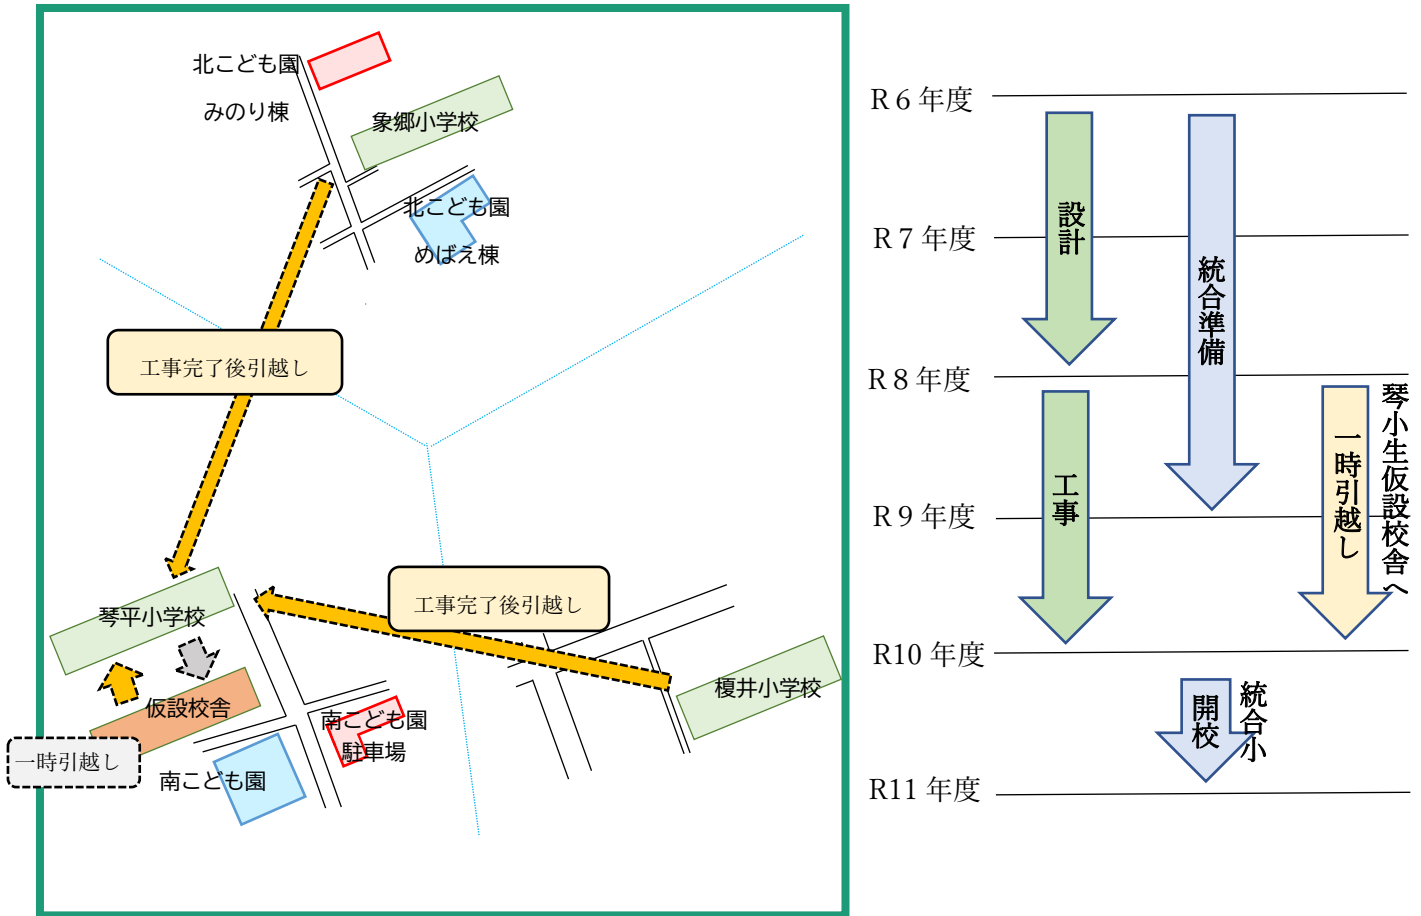 北こども園
みのり棟
象郷小学校
北こども園
めばえ棟
工事完了後引越し
琴平小学校
仮設校舎
一時引越し
南こども園
工事完了後引越し
榎井小学校
南こども園
駐車場
R６年度
R７年度
R８年度
R９年度
R10 年度
R11 年度
設計
統合準備
工事
一時引越し
琴小生仮設校舎へ
開校
統合小